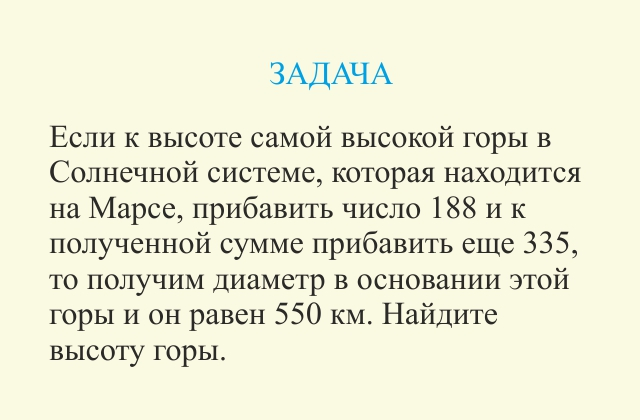 ЗАДАЧА
Если к высоте самой высокой горы в
Солнечной системе, которая находится
на Марсе, прибавить число 188 и к
полученной сумме прибавить еще 335,
то получим диаметр в основании этой
горы и он равен 550 км. Найдите
высоту горы.